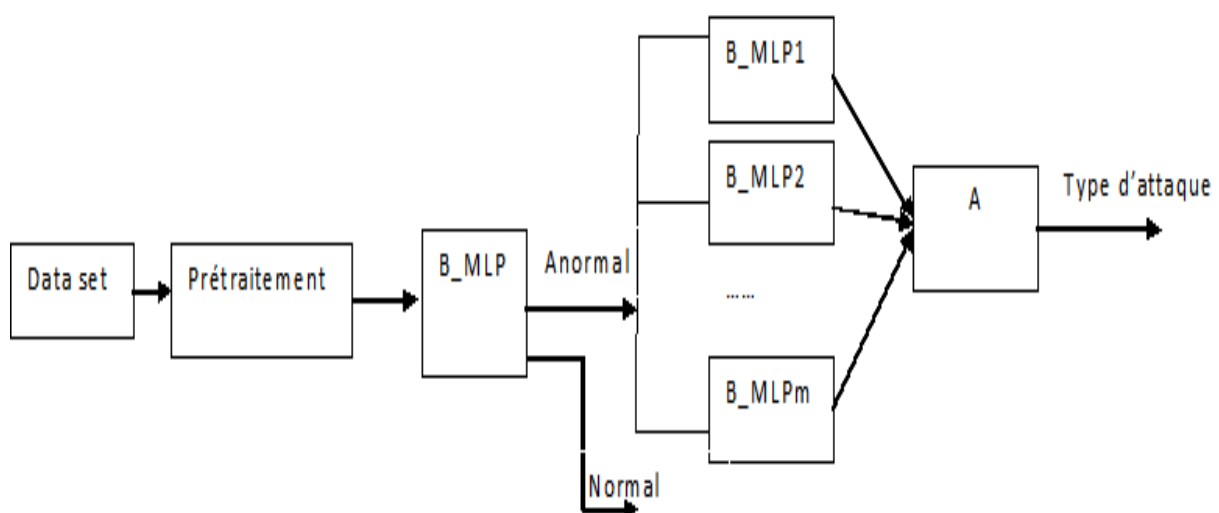 Data set
Prétraitement
B_MLP
Anormal
Normal
B_MLP1
B_MLP2
......
B_MLPm
A
Type d’attaque